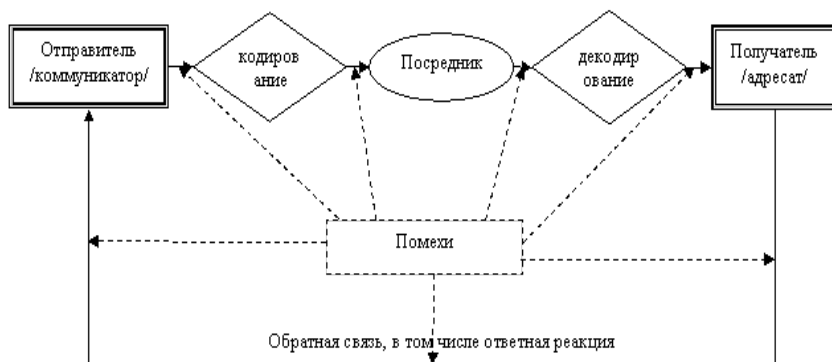 Отправитель
/коммуникатор/
кодиров
ание
Посредник
декодир
ование
Получатель
/адресат/
Помехи
Обратная связь, в том числе ответная реакция